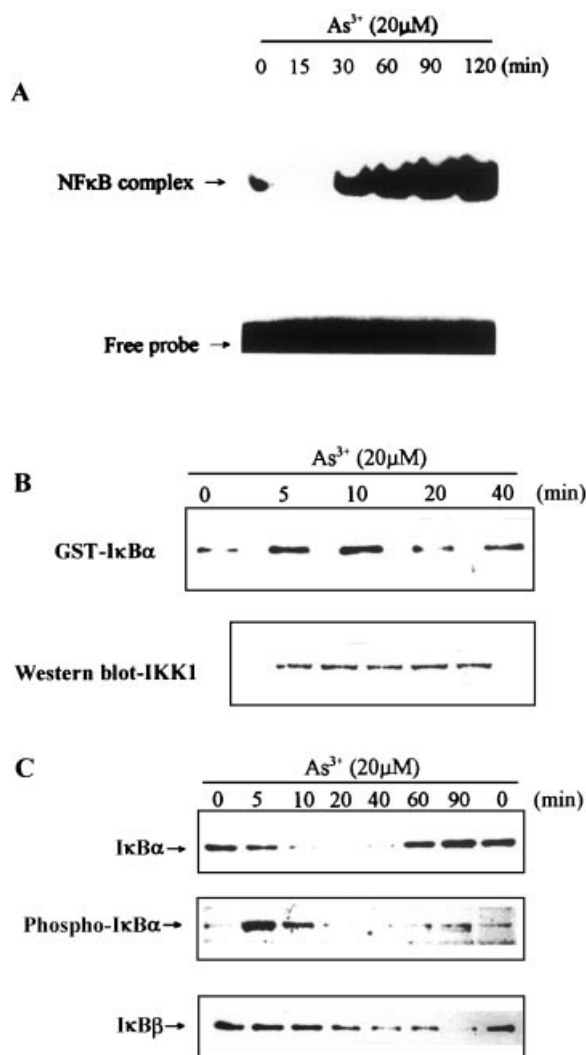 As³⁺ (20μM)
0 15 30 60 90 120 (min)
A
NFκB complex →
Free probe →
As³⁺ (20μM)
B
0 5 10 20 40 (min)
GST-IκBα
Western blot-IKK1
C
As³⁺ (20μM)
0 5 10 20 40 60 90 0 (min)
IκBα→
Phospho-IκBα→
IκBβ→